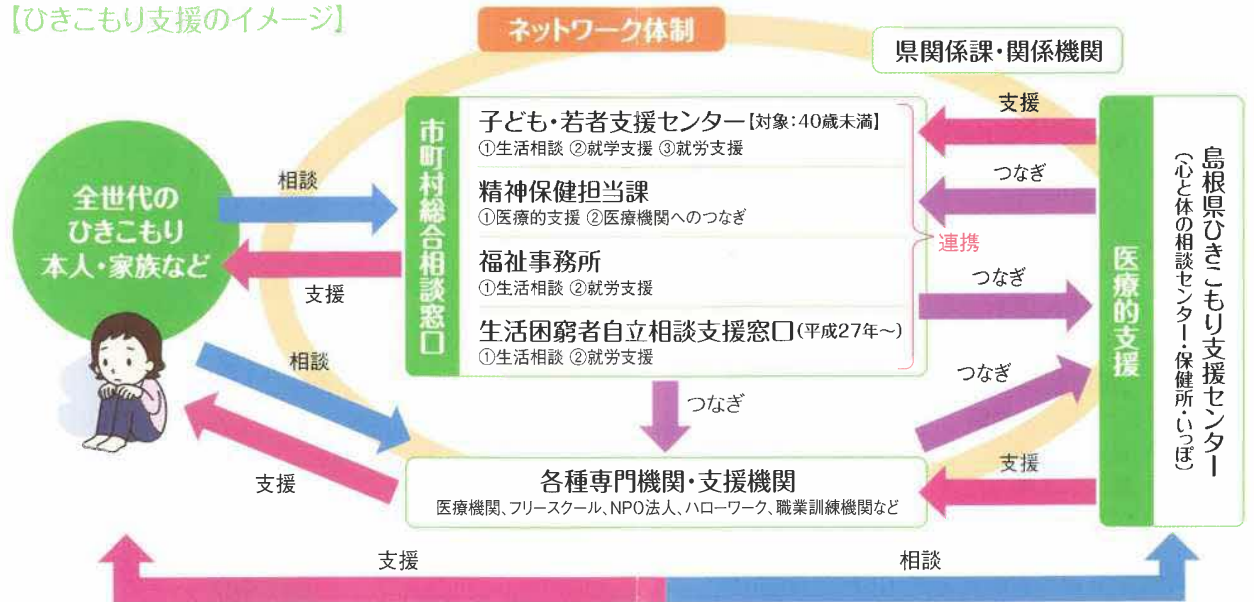 【ひきこもり支援のイメージ】
ネットワーク体制
県関係課・関係機関
全世代の
ひきこもり
本人・家族など
相談
支援
相談
支援
市町村総合相談窓口
子ども・若者支援センター【対象：40歳未満】
①生活相談 ②就学支援 ③就労支援
精神保健担当課
①医療的支援 ②医療機関へのつなぎ
福祉事務所
①生活相談 ②就労支援
生活困窮者自立相談支援窓口(平成27年～)
①生活相談 ②就労支援
連携
支援
つなぎ
つなぎ
つなぎ
つなぎ
支援
各種専門機関・支援機関
医療機関、フリースクール、NPO法人、ハローワーク、職業訓練機関など
医療的支援
島根県ひきこもり支援センター
(心と体の相談センター・保健所・いっぽ)
支援
相談